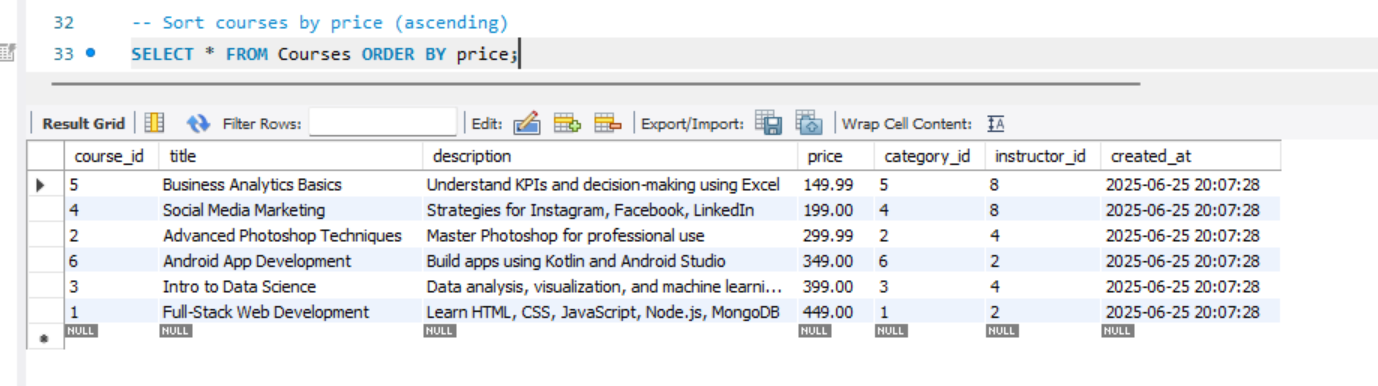 32 -- Sort courses by price (ascending)
33 SELECT * FROM Courses ORDER BY price;
Result Grid Filter Rows: Edit: Export/Import: Wrap Cell Content: IA
course_id title description price category_id instructor_id created_at
5 Business Analytics Basics Understand KPIs and decision-making using Excel 149.99 5 8 2025-06-25 20:07:28
4 Social Media Marketing Strategies for Instagram, Facebook, LinkedIn 199.00 4 8 2025-06-25 20:07:28
2 Advanced Photoshop Techniques Master Photoshop for professional use 299.99 2 4 2025-06-25 20:07:28
6 Android App Development Build apps using Kotlin and Android Studio 349.00 6 2 2025-06-25 20:07:28
3 Intro to Data Science Data analysis, visualization, and machine learni... 399.00 3 4 2025-06-25 20:07:28
1 Full-Stack Web Development Learn HTML, CSS, JavaScript, Node.js, MongoDB 449.00 1 2 2025-06-25 20:07:28
NULL NULL NULL NULL NULL NULL NULL